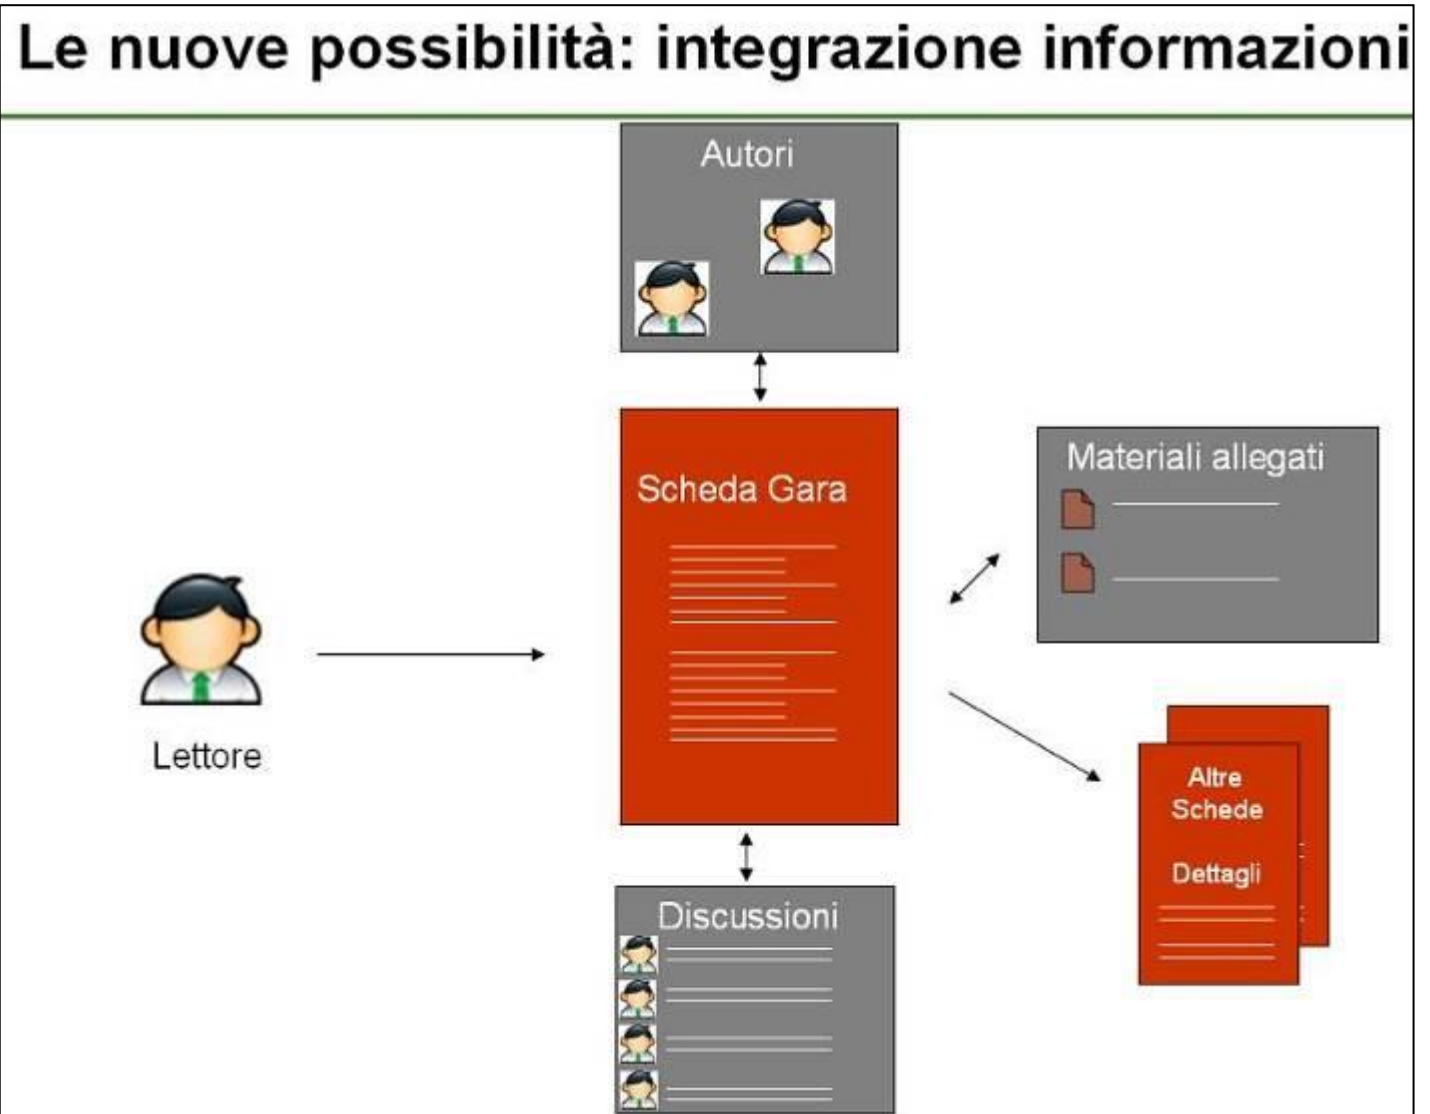 Le nuove possibilità: integrazione informazioni
Autori
Scheda Gara
Materiali allegati
Lettore
Altre
Schede
Dettagli
Discussioni